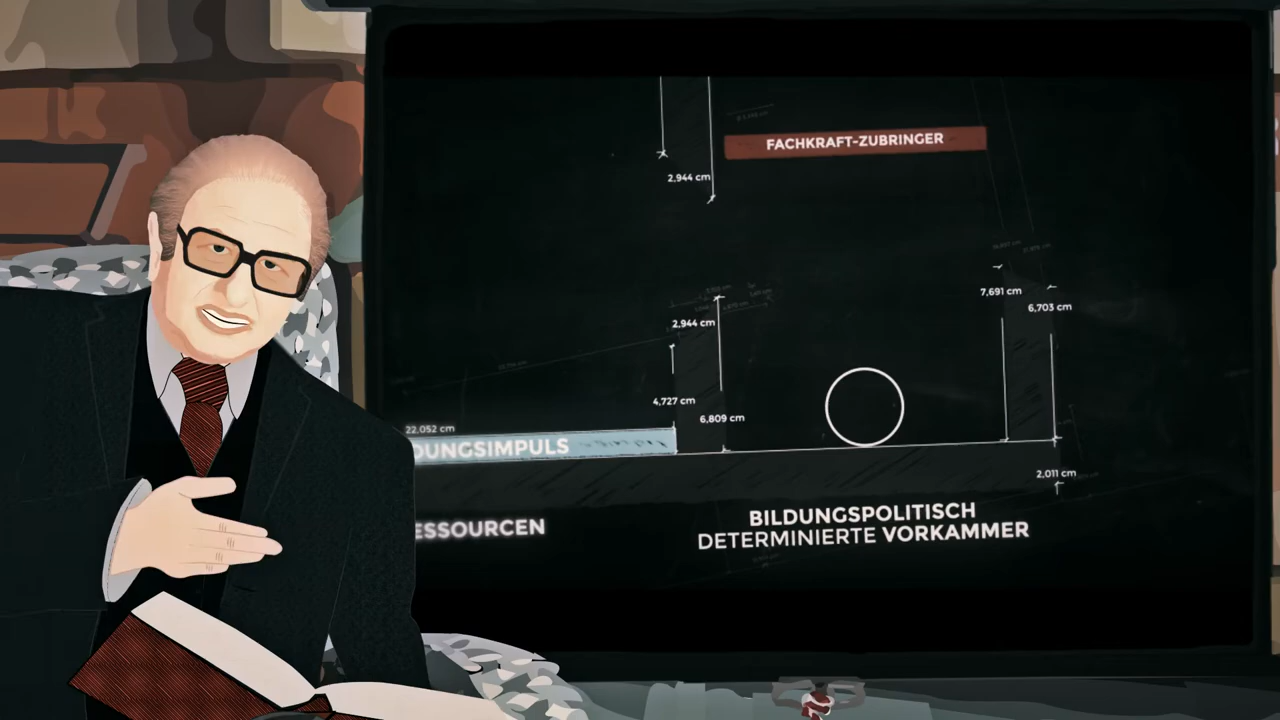 FACHKRAFT-ZUBRINGER
2,944 cm
7,691 cm
6,703 cm
2,944 cm
4,727 cm
6,809 cm
22,052 cm
DUNGSIMPULS
2,011 cm
ESSOURCEN
BILDUNGSPOLITISCH
DETERMINIERTE VORKAMMER